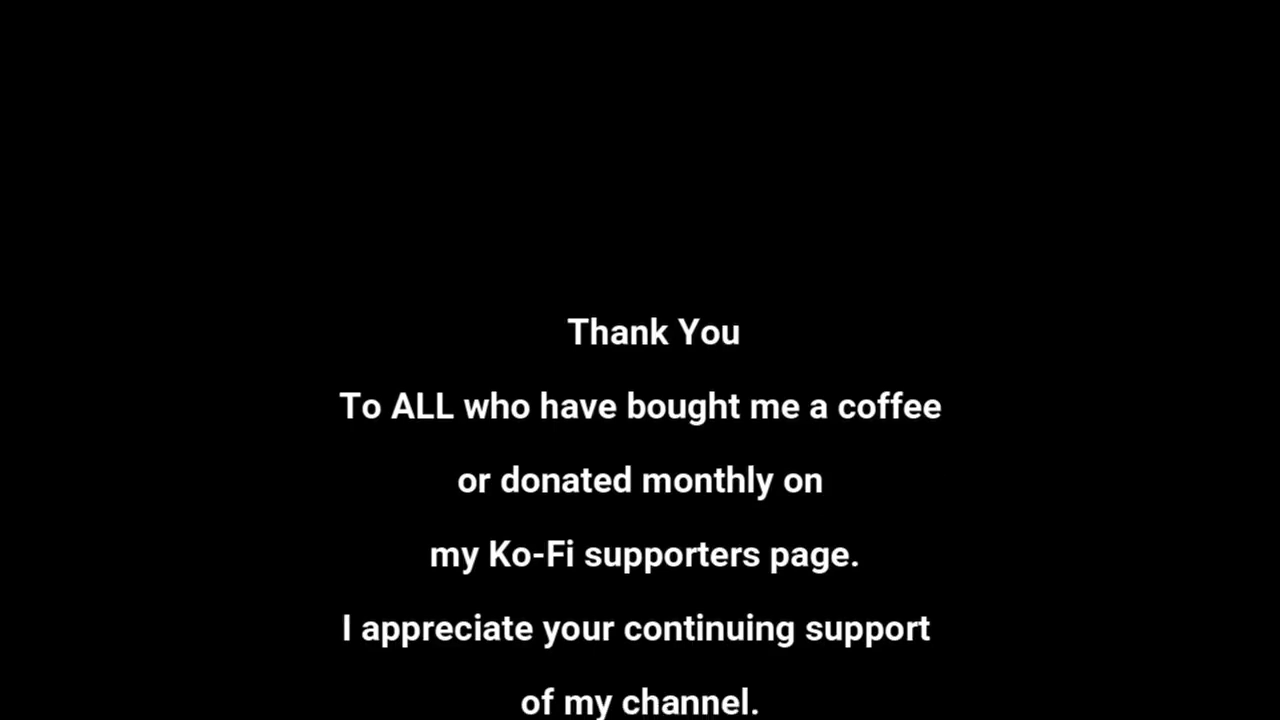 Thank You
To ALL who have bought me a coffee
or donated monthly on
my Ko-Fi supporters page.
I appreciate your continuing support
of my channel.